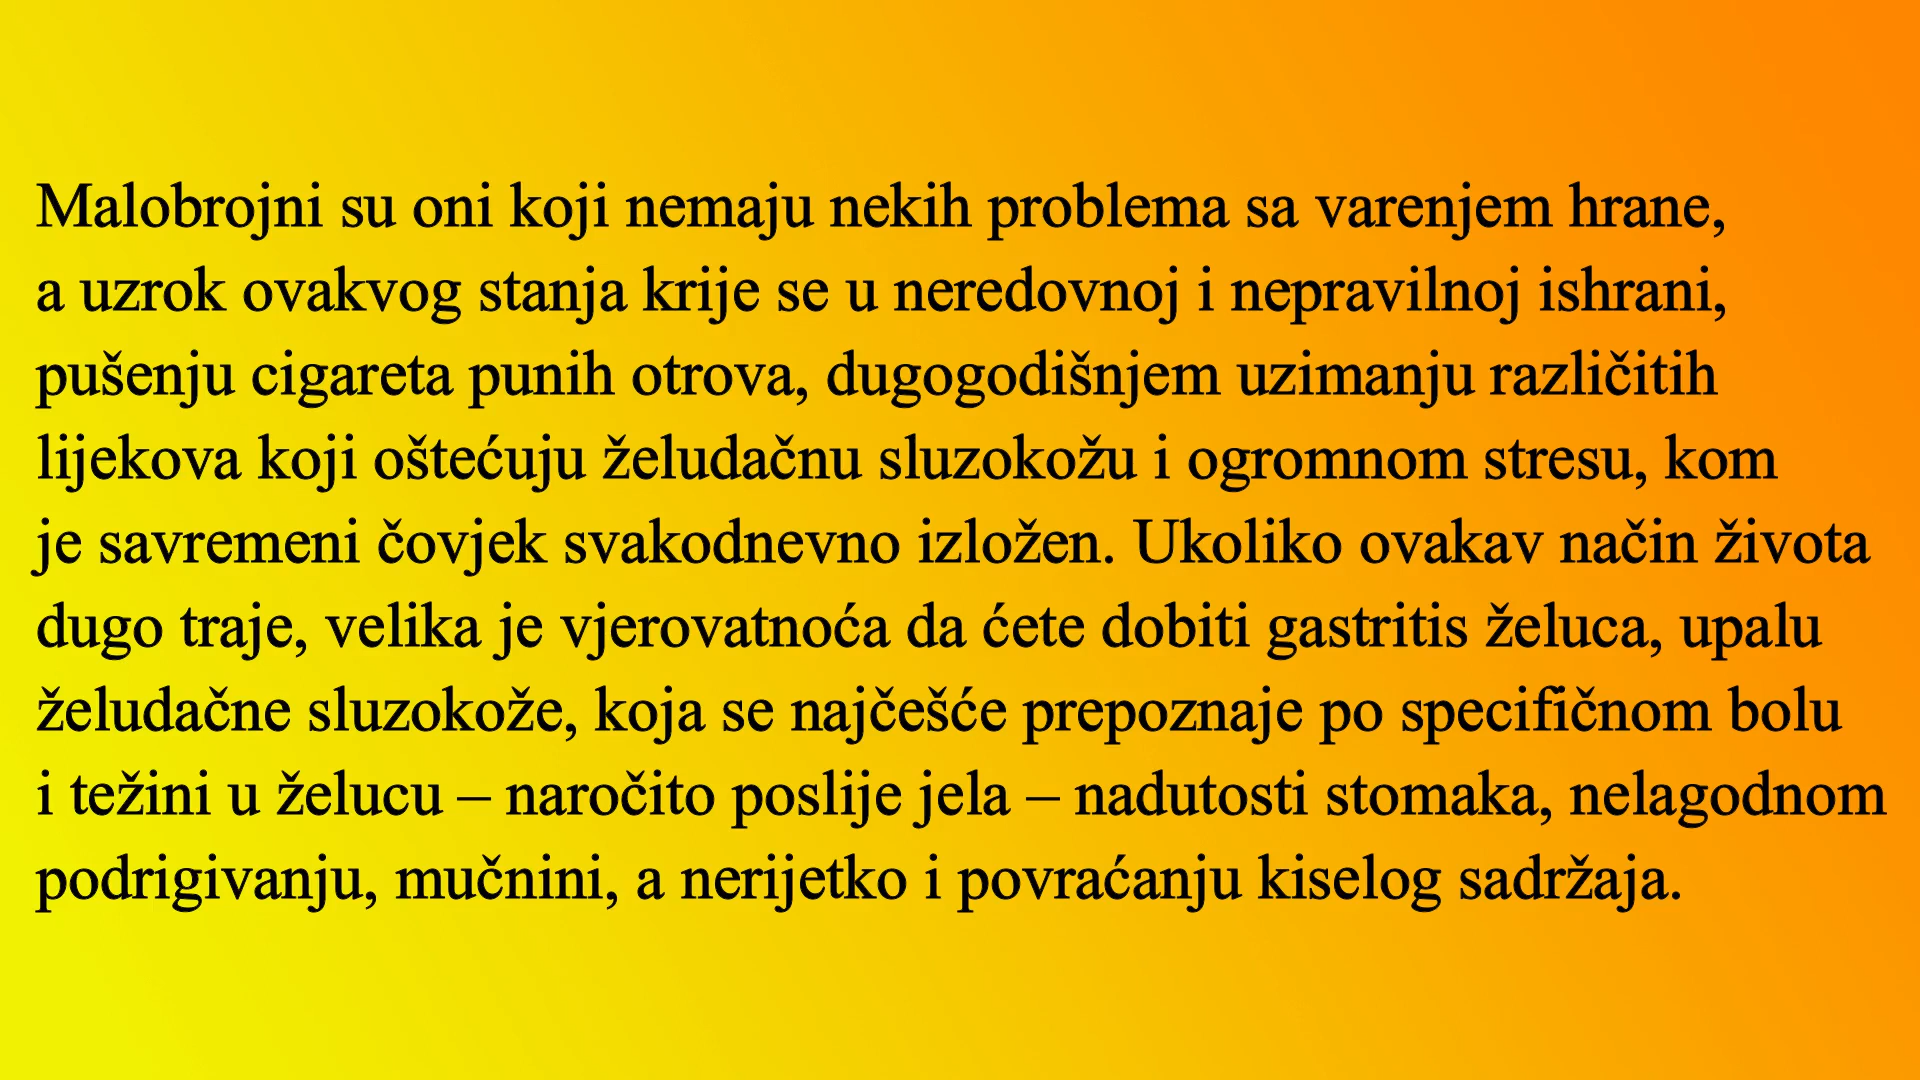 Malobrojni su oni koji nemaju nekih problema sa varenjem hrane,
a uzrok ovakvog stanja krije se u neredovnoj i nepravilnoj ishrani,
pušenju cigareta punih otrova, dugogodišnjem uzimanju različitih
lijekova koji oštećuju želudačnu sluzokožu i ogromnom stresu, kom
je savremeni čovjek svakodnevno izložen. Ukoliko ovakav način života
dugo traje, velika je vjerovatnoća da ćete dobiti gastritis želuca, upalu
želudačne sluzokože, koja se najčešće prepoznaje po specifičnom bolu
i težini u želucu – naročito poslije jela – nadutosti stomaka, nelagodnom
podrigivanju, mučnini, a nerijetko i povraćanju kiselog sadržaja.